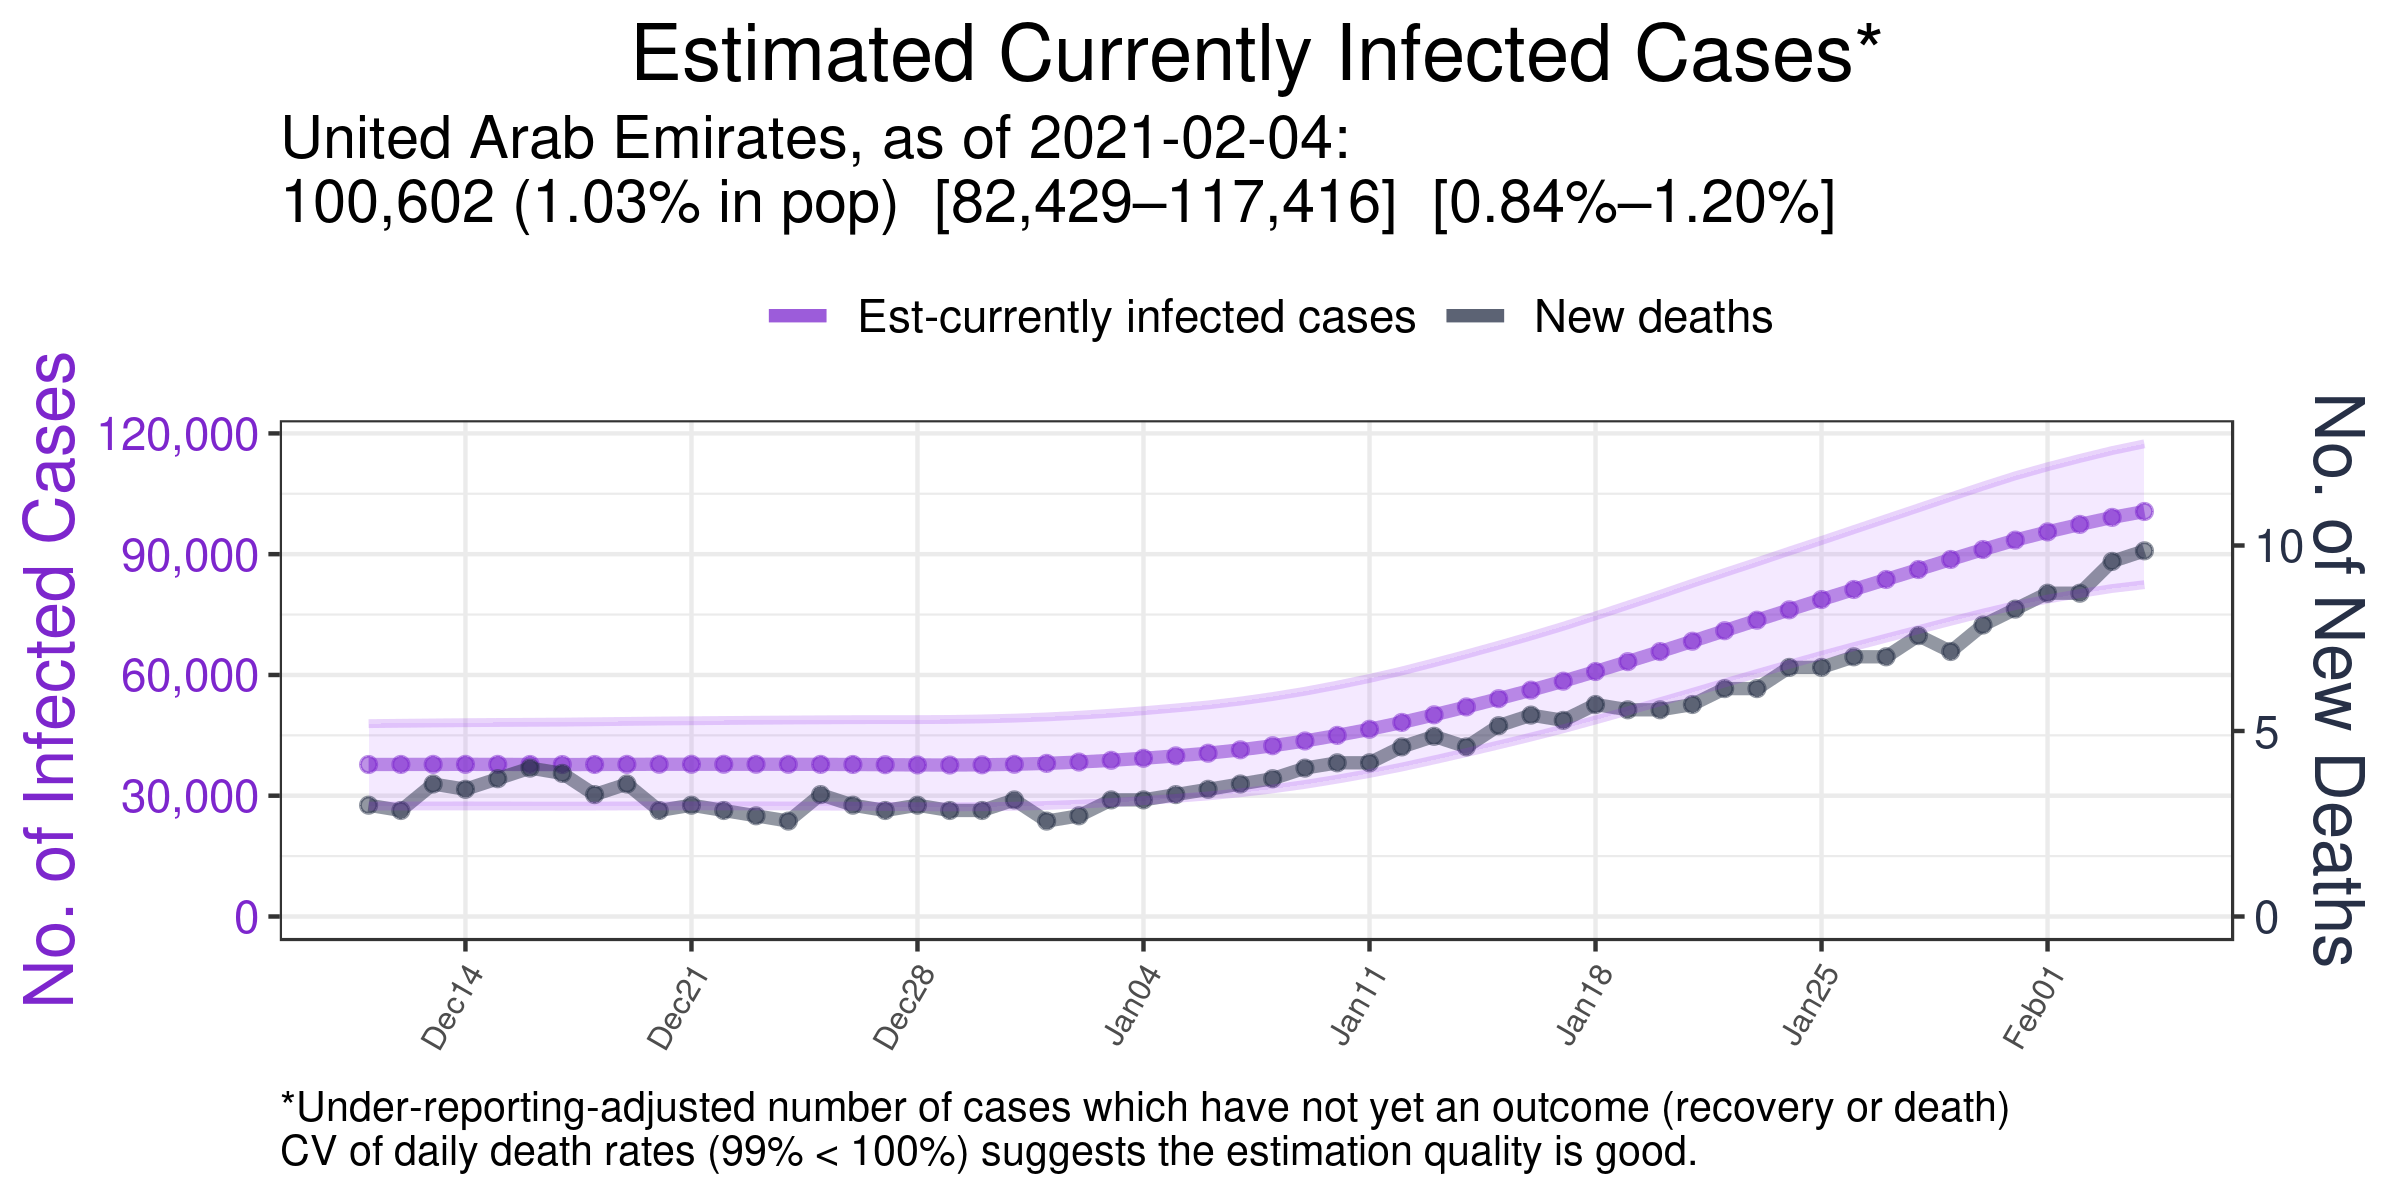 Estimated Currently Infected Cases*
United Arab Emirates, as of 2021-02-04:
100,602 (1.03% in pop)  [82,429–117,416]  [0.84%–1.20%]
Est-currently infected cases
New deaths
No. of Infected Cases
120,000
90,000
60,000
30,000
0
No. of New Deaths
10
5
0
Dec14
Dec21
Dec28
Jan04
Jan11
Jan18
Jan25
Feb01
*Under-reporting-adjusted number of cases which have not yet an outcome (recovery or death)
CV of daily death rates (99% < 100%) suggests the estimation quality is good.